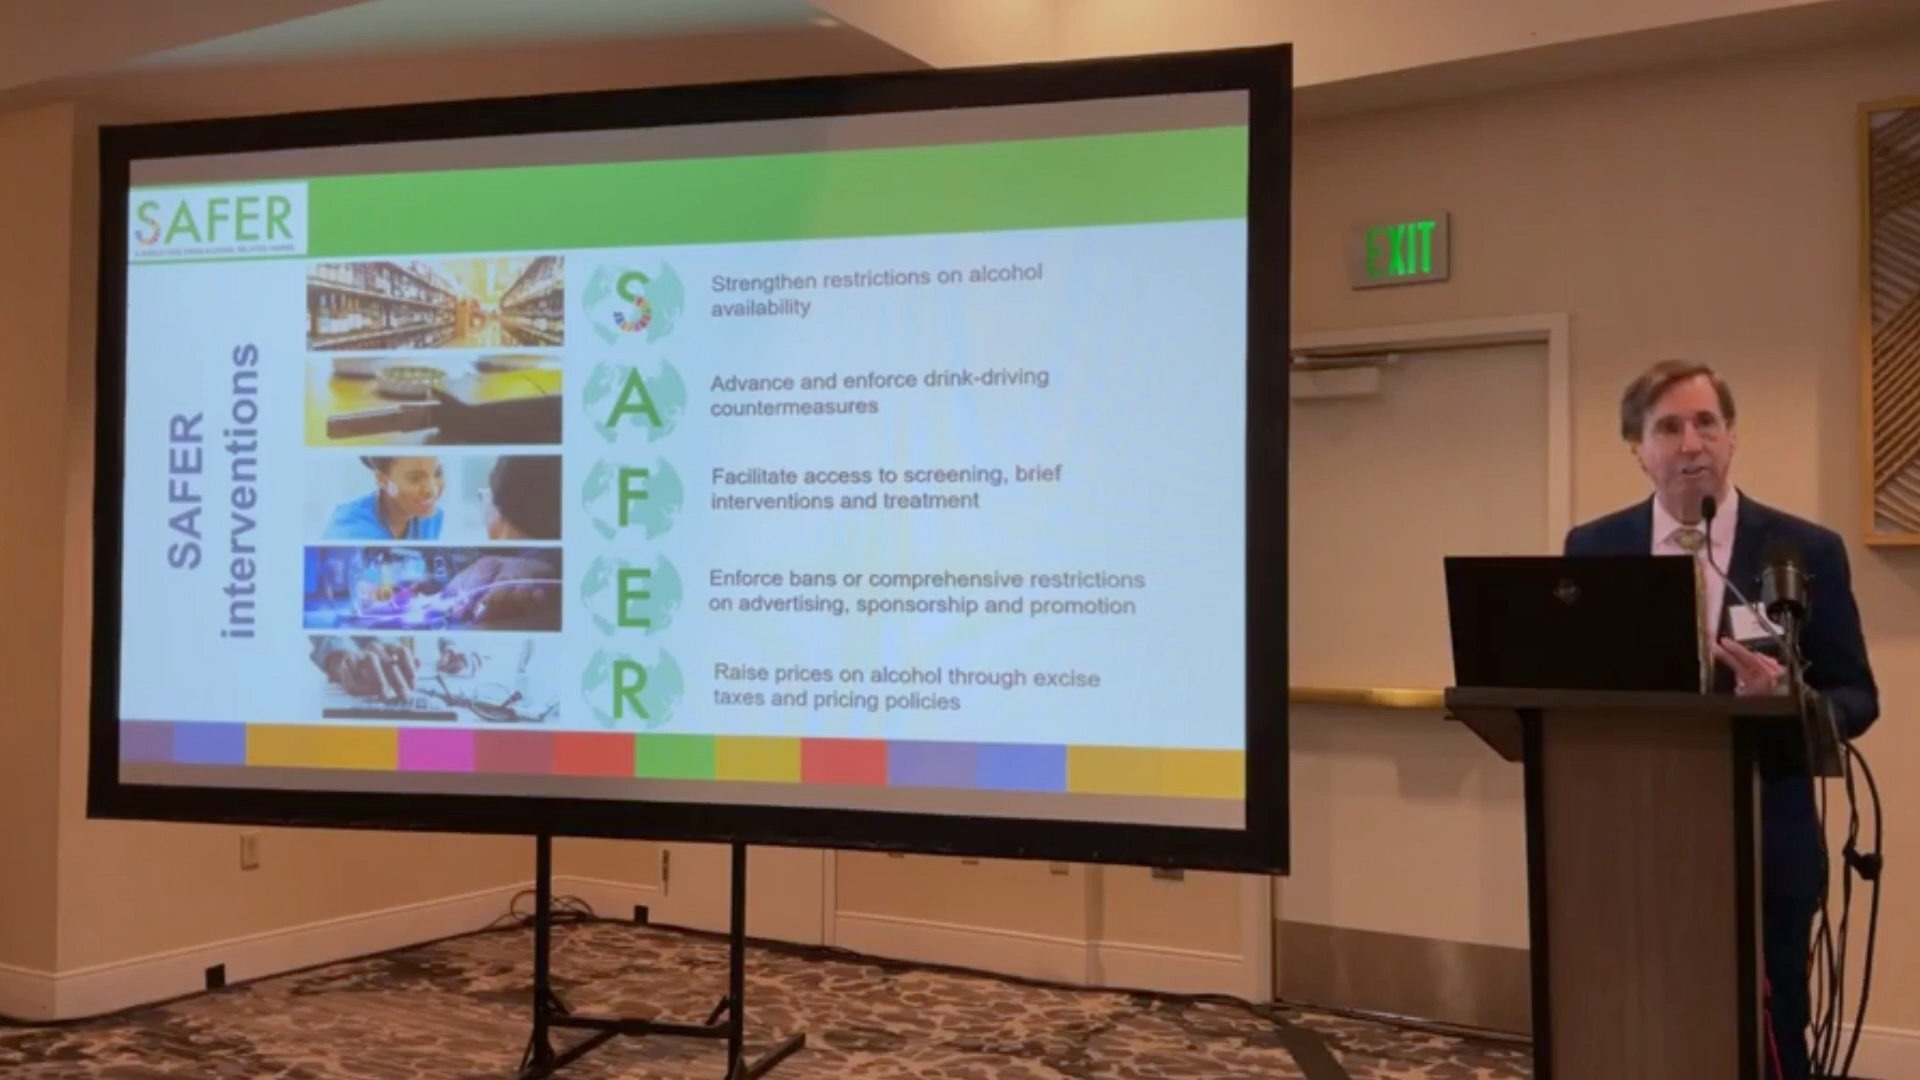 SAFER
SAFER
interventions
S
Strengthen restrictions on alcohol
availability
A
Advance and enforce drink-driving
countermeasures
F
Facilitate access to screening, brief
interventions and treatment
E
Enforce bans or comprehensive restrictions
on advertising, sponsorship and promotion
R
Raise prices on alcohol through excise
taxes and pricing policies
EXIT